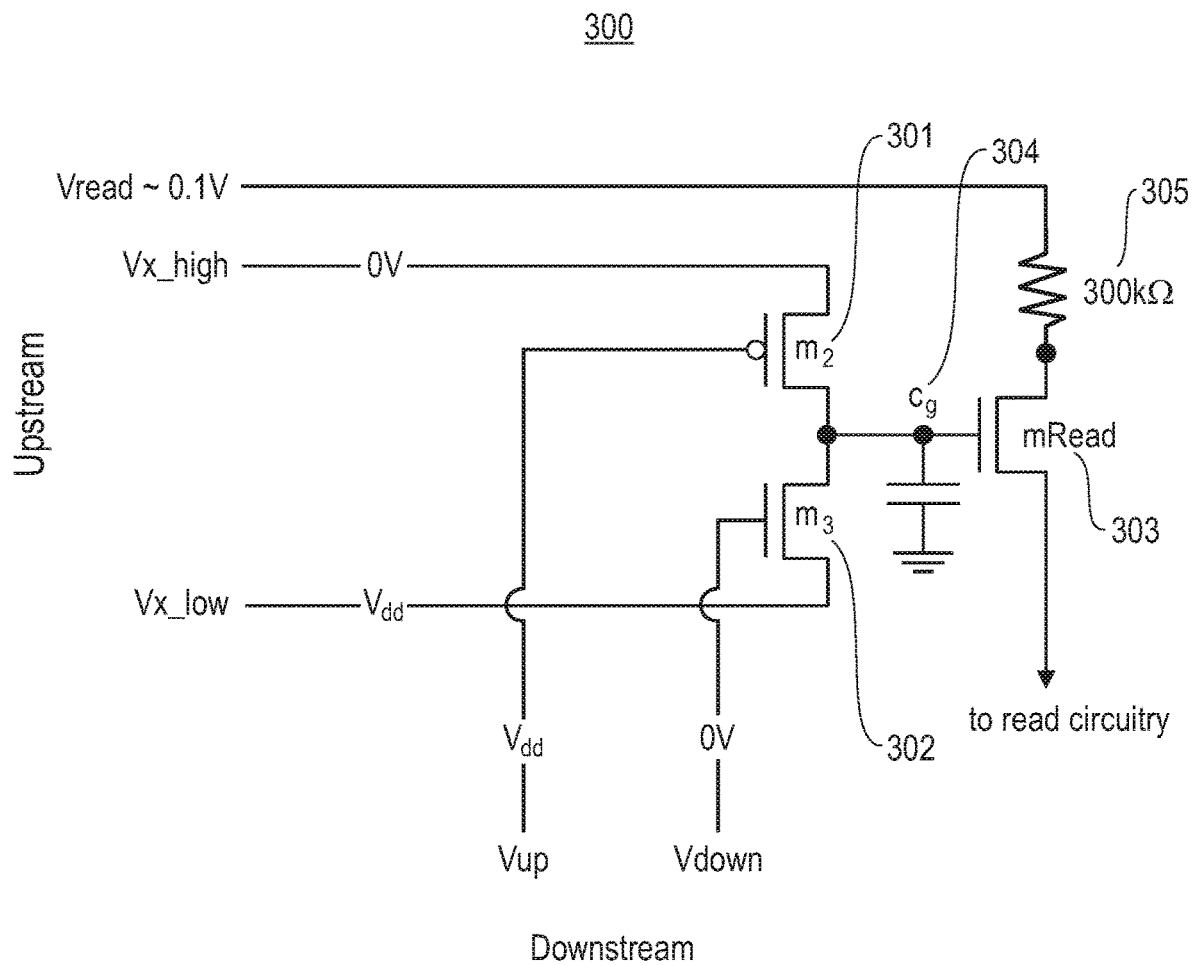 300
301
304
Vread ~ 0.1V
305
Vx_high
0V
300kΩ
m2
cg
mRead
Upstream
m3
303
Vx_low
Vdd
to read circuitry
Vdd
0V
302
Vup
Vdown
Downstream